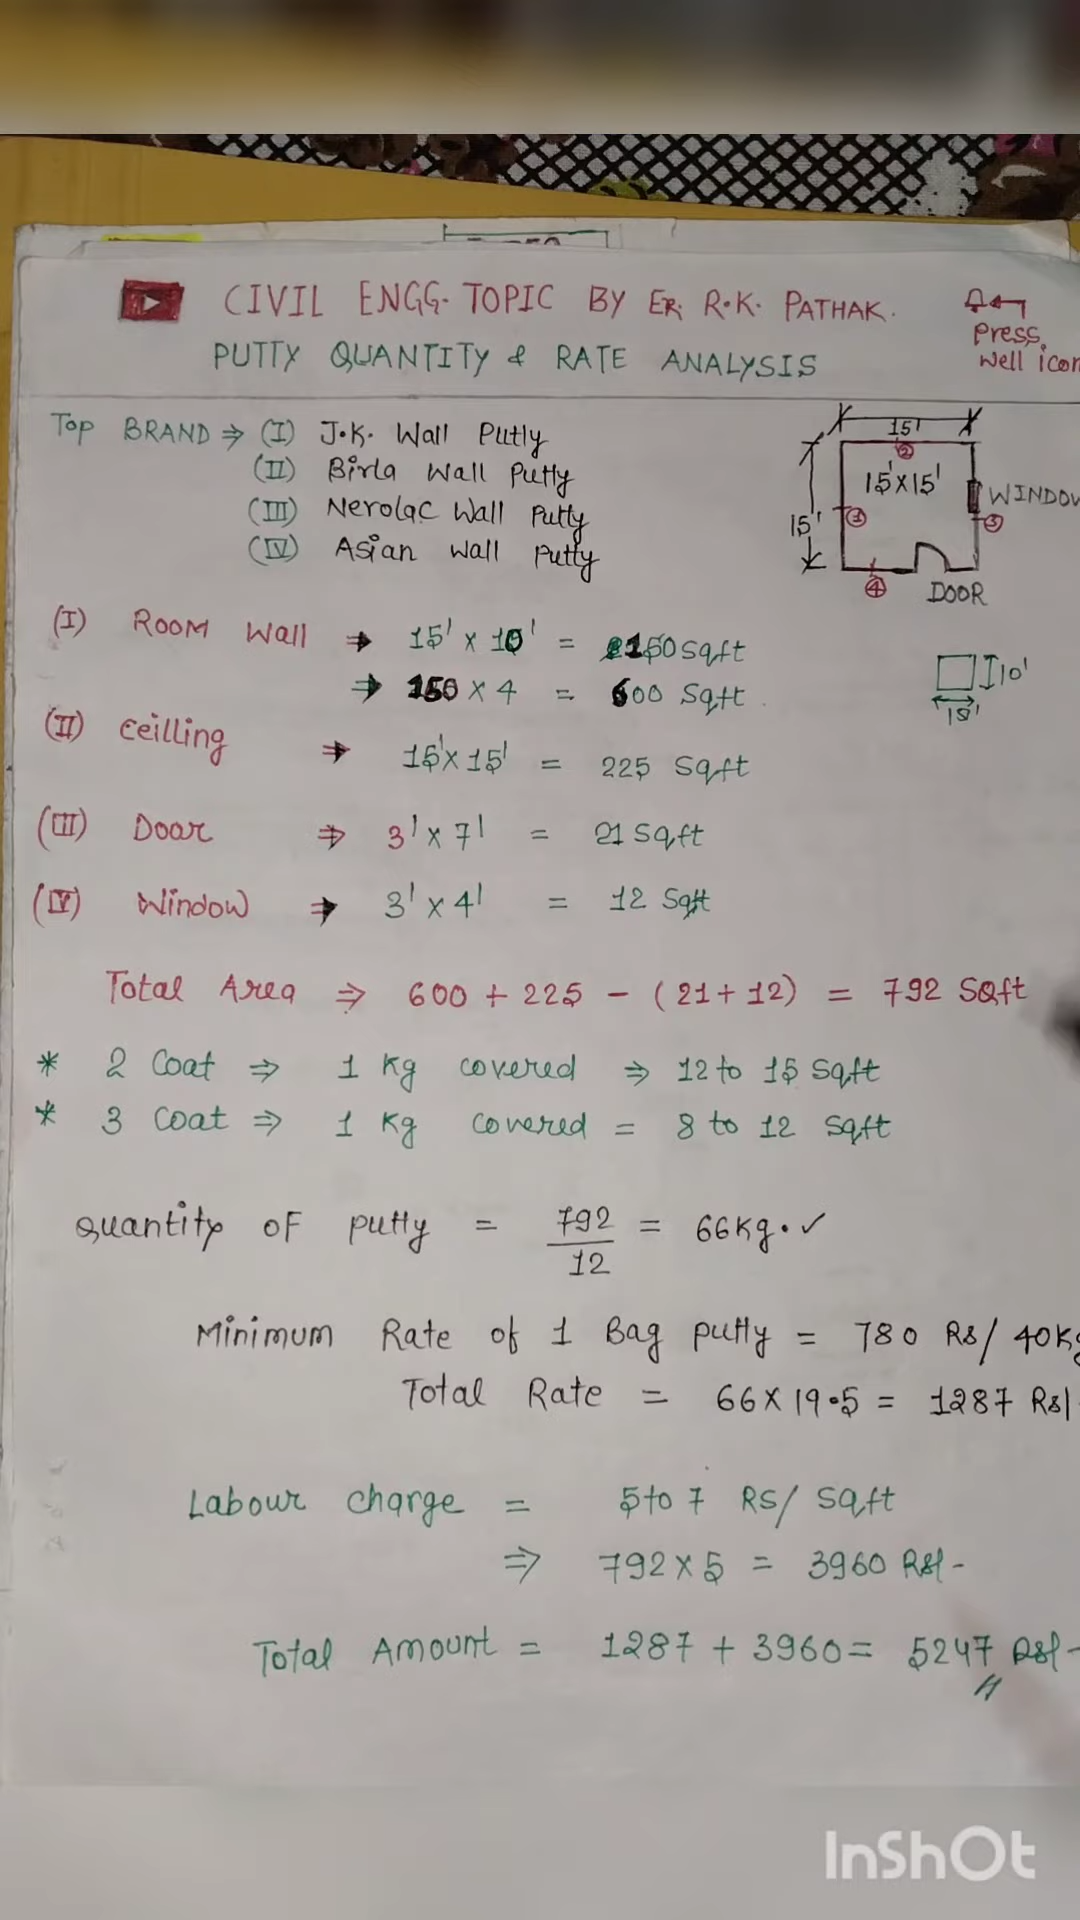 CIVIL ENGG. TOPIC BY ER. R.K. PATHAK.
Press
Well icon
PUTTY QUANTITY & RATE ANALYSIS
Top BRAND ⇒ (I) J.K. Wall Putty
(II) Birla Wall Putty
(III) Nerolac Wall Putty
(IV) Asian Wall Putty
15'
②
15'x15'
15'
①
WINDOW
③
④
DOOR
(I) ROOM Wall ⇒ 15' x 10' = 150 Sqft
⇒ 150 x 4 = 600 Sqft
10'
(II) Ceilling ⇒ 15'x 15' = 225 Sqft
(III) Door ⇒ 3' x 7' = 21 Sqft
(IV) Window ⇒ 3' x 4' = 12 Sqft
Total Area ⇒ 600 + 225 - (21+12) = 792 Sqft
* 2 Coat ⇒ 1 Kg covered ⇒ 12 to 15 Sqft
* 3 Coat ⇒ 1 Kg covered = 8 to 12 Sqft
Quantity OF putty = 792/12 = 66Kg. ✓
Minimum Rate of 1 Bag putty = 780 Rs/ 40K
Total Rate = 66 x 19.5 = 1287 Rs/
Labour charge = 5 to 7 RS/ Sqft
⇒ 792 x 5 = 3960 Rs/-
Total Amount = 1287 + 3960 = 5247 Rs/-
InShOt